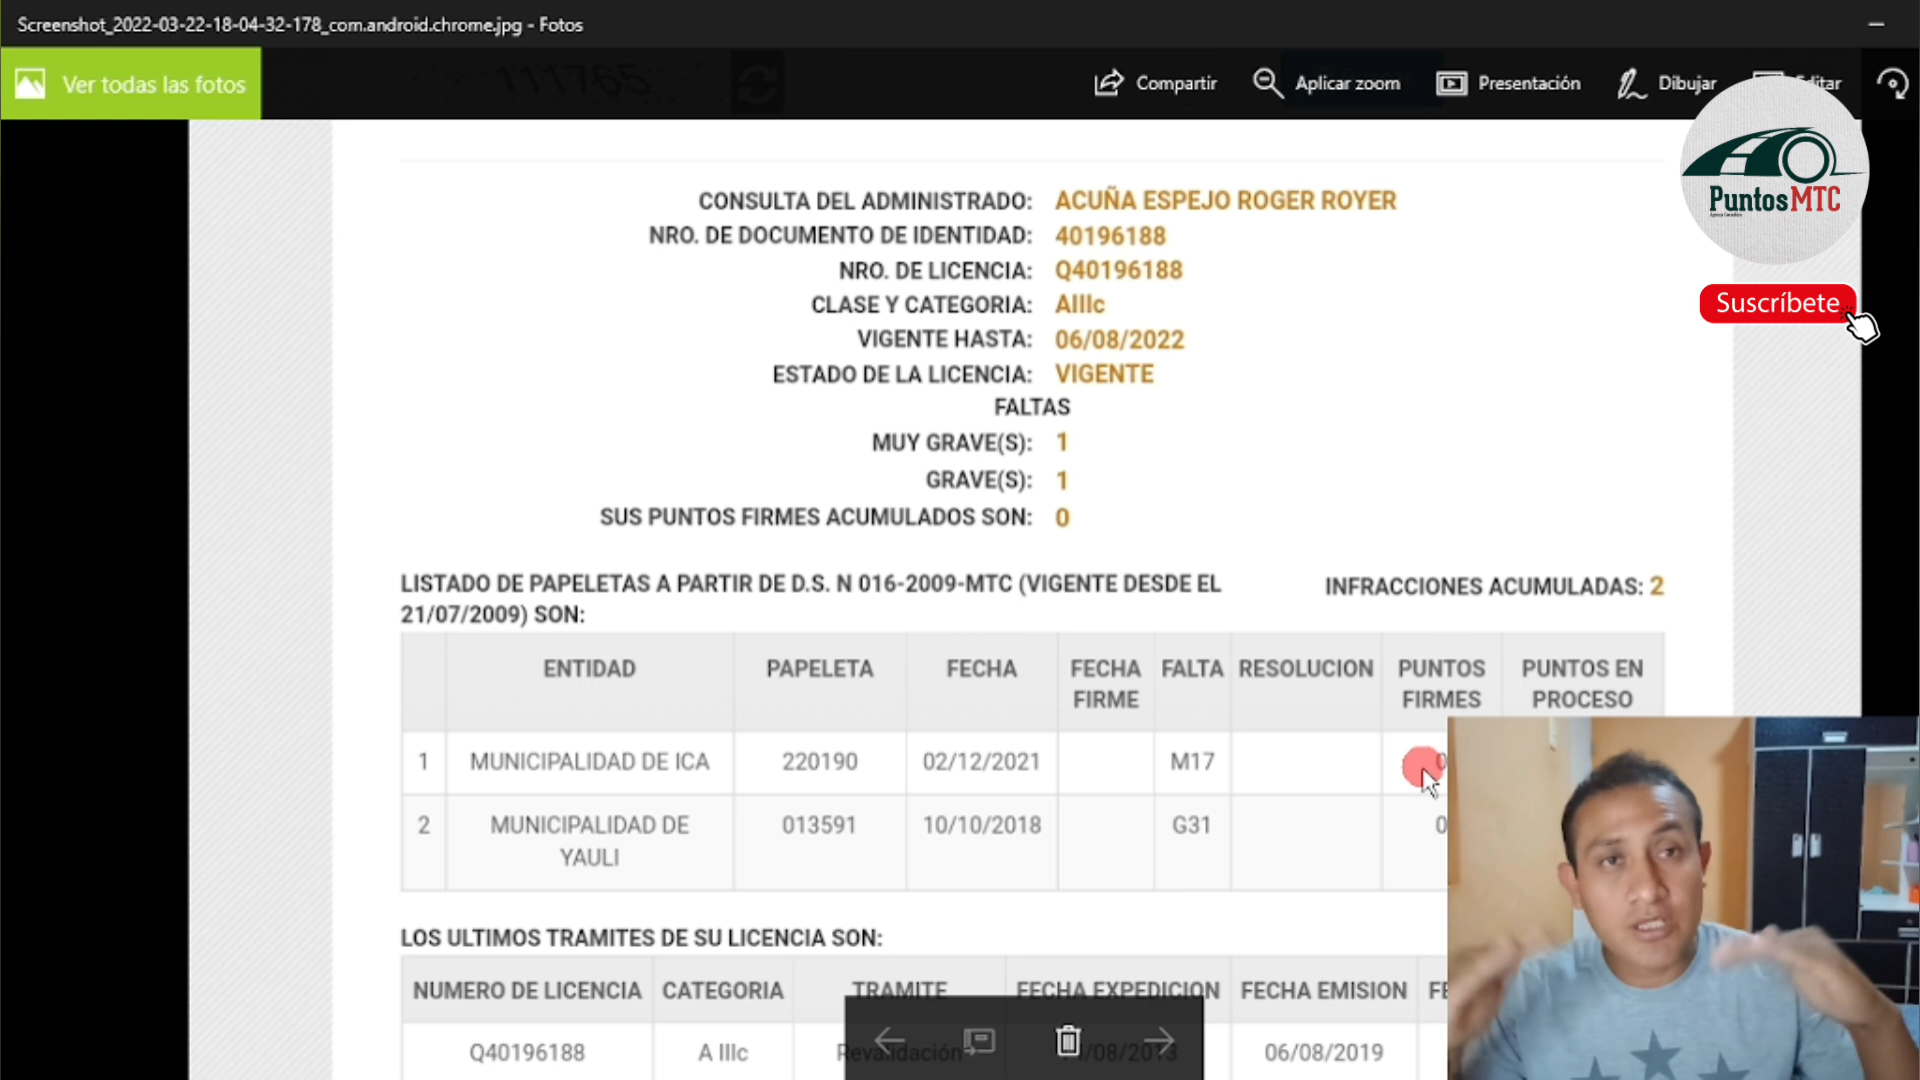 Screenshot_2022-03-22-18-04-32-178_com.android.chrome.jpg - Fotos
Ver todas las fotos
111765
Compartir
Aplicar zoom
Presentación
Dibujar
Editar
PuntosMTC
Suscríbete
CONSULTA DEL ADMINISTRADO: ACUÑA ESPEJO ROGER ROYER
NRO. DE DOCUMENTO DE IDENTIDAD: 40196188
NRO. DE LICENCIA: Q40196188
CLASE Y CATEGORIA: AIIIc
VIGENTE HASTA: 06/08/2022
ESTADO DE LA LICENCIA: VIGENTE
FALTAS
MUY GRAVE(S): 1
GRAVE(S): 1
SUS PUNTOS FIRMES ACUMULADOS SON: 0
LISTADO DE PAPELETAS A PARTIR DE D.S. N 016-2009-MTC (VIGENTE DESDE EL
21/07/2009) SON:
INFRACCIONES ACUMULADAS: 2
ENTIDAD PAPELETA FECHA FECHA FIRME FALTA RESOLUCION PUNTOS FIRMES PUNTOS EN PROCESO
1 MUNICIPALIDAD DE ICA 220190 02/12/2021 M17 0
2 MUNICIPALIDAD DE YAULI 013591 10/10/2018 G31 0
LOS ULTIMOS TRAMITES DE SU LICENCIA SON:
NUMERO DE LICENCIA CATEGORIA TRAMITE FECHA EXPEDICION FECHA EMISION
Q40196188 A IIIc Revalidación 06/08/2019